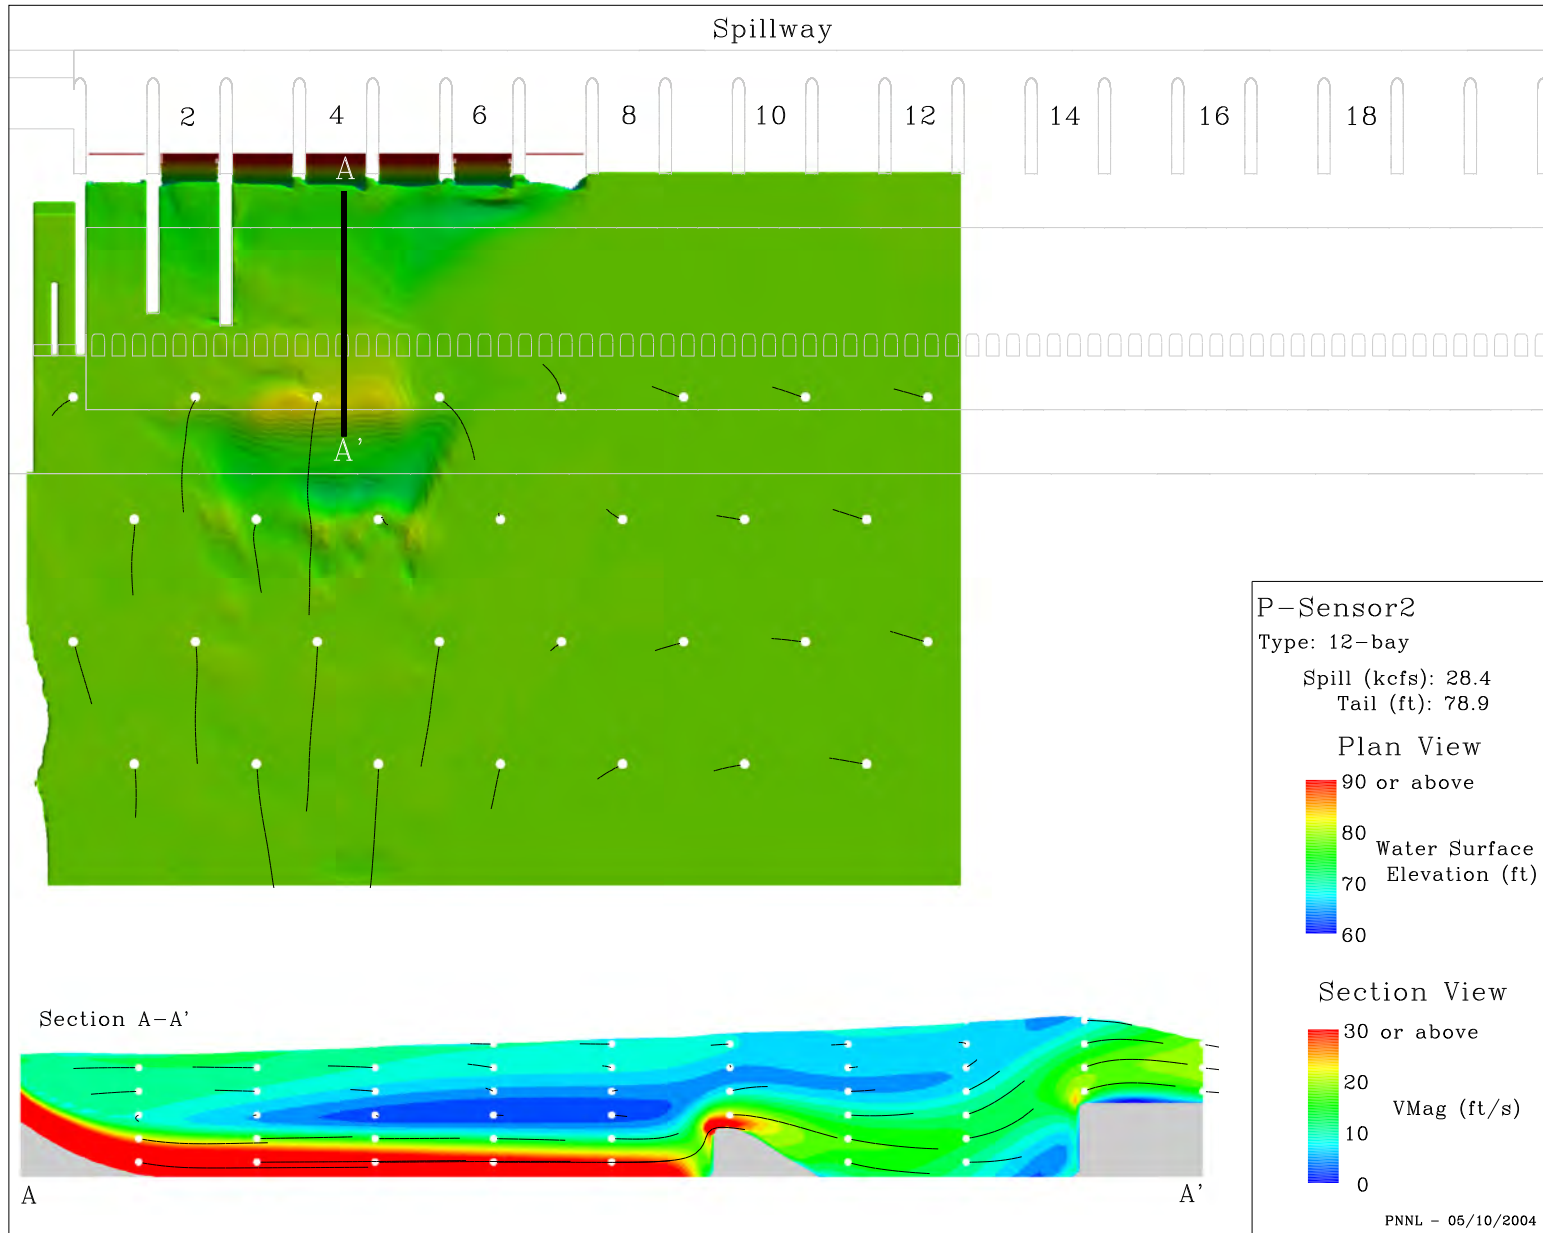 Spillway
2 4 6 8 10 12 14 16 18
A
A'
P-Sensor2
Type: 12-bay
Spill (kcfs): 28.4
Tail (ft): 78.9
Plan View
90 or above
80
Water Surface
Elevation (ft)
70
60
Section A-A'
Section View
30 or above
20
VMag (ft/s)
10
0
A
A'
PNNL - 05/10/2004